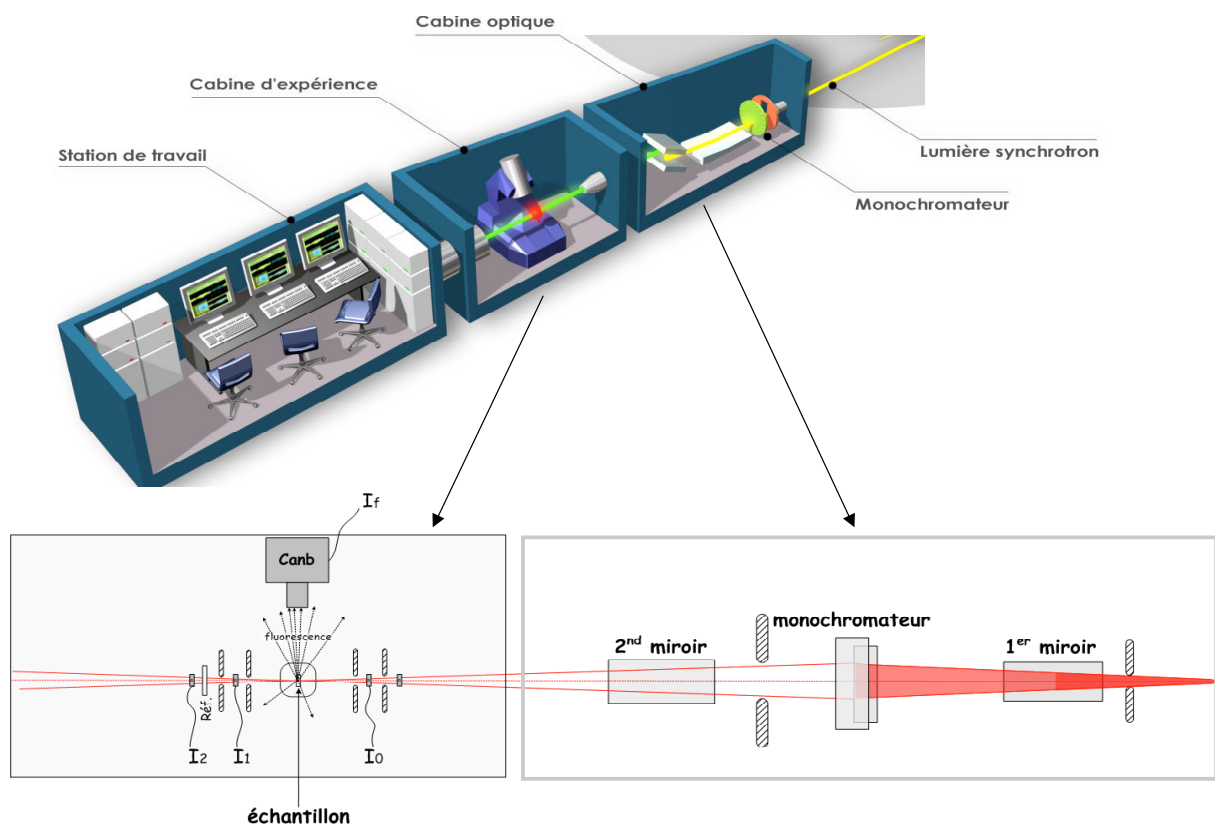 Cabine optique
Cabine d'expérience
Station de travail
Lumière synchrotron
Monochromateur
If
Canb
fluorescence
monochromateur
2nd miroir
1er miroir
Réf.
I2
I1
I0
échantillon